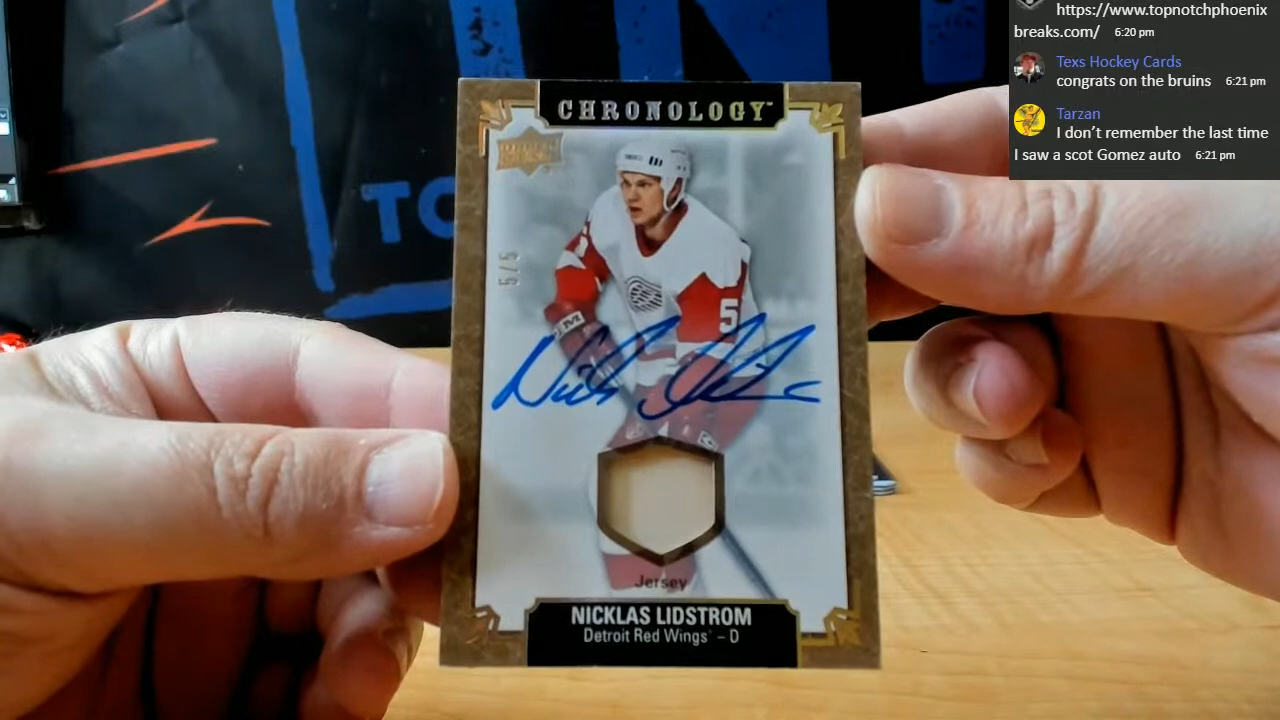 https://www.topnotchphoenix
breaks.com/ 6:20 pm
Texs Hockey Cards
congrats on the bruins 6:21 pm
Tarzan
I don’t remember the last time
I saw a scot Gomez auto 6:21 pm
TO
CHRONOLOGY
5/5
5
Jersey
NICKLAS LIDSTROM
Detroit Red Wings - D